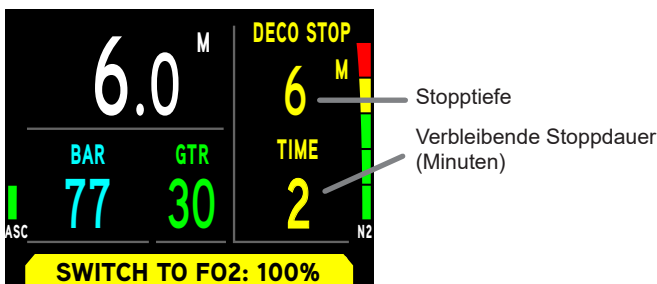 6.0 M
BAR
77
GTR
30
ASC
DECO STOP
6 M
TIME
2
N2
SWITCH TO FO2: 100%
Stopptiefe
Verbleibende Stoppdauer
(Minuten)